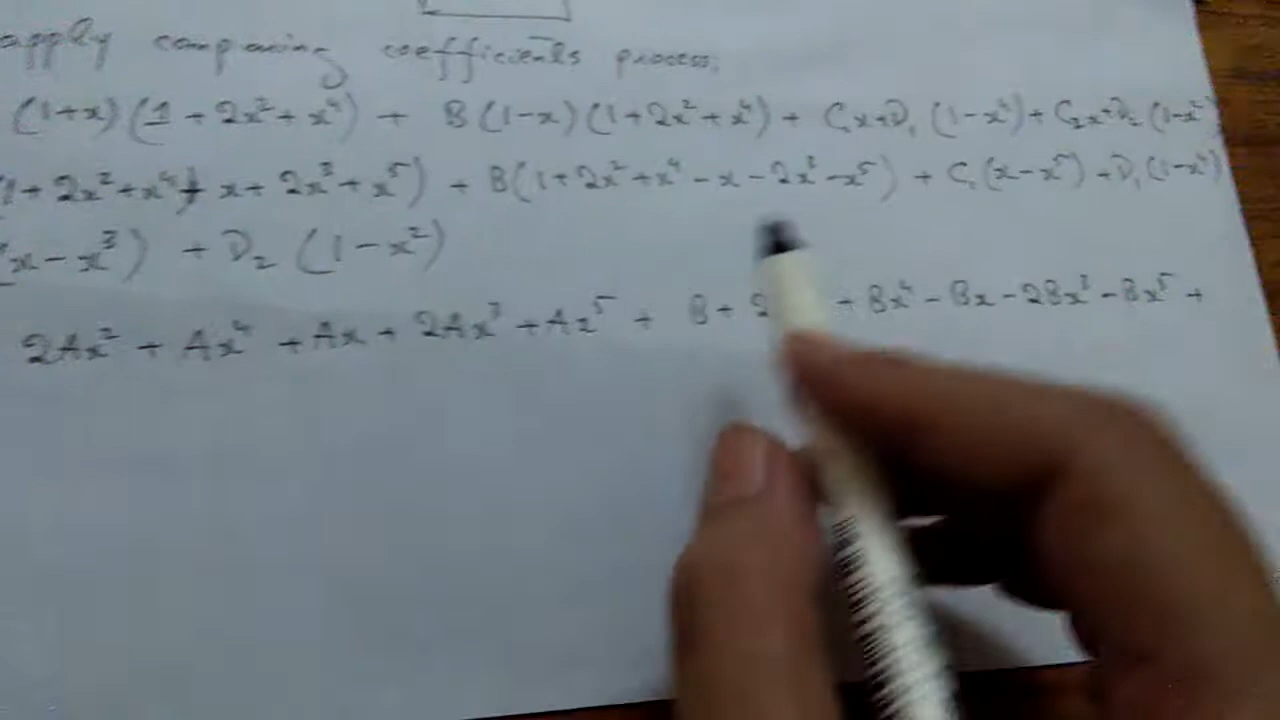 apply comparing coefficients process;
(1+x)(1+2x²+x⁴) + B(1-x)(1+2x²+x⁴) + C₁x+D₁(1-x⁴)+C₂x+D₂(1-x²)
1+2x²+x⁴+x+2x³+x⁵) + B(1+2x²+x⁴-x-2x³-x⁵) + C₁(x-x⁵)+D₁(1-x⁴)
(x-x³) + D₂(1-x²)
2Ax² + Ax⁴ + Ax + 2Ax³ + Ax⁵ + B + 2 + Bx⁴ - Bx - 2Bx³ - Bx⁵ +